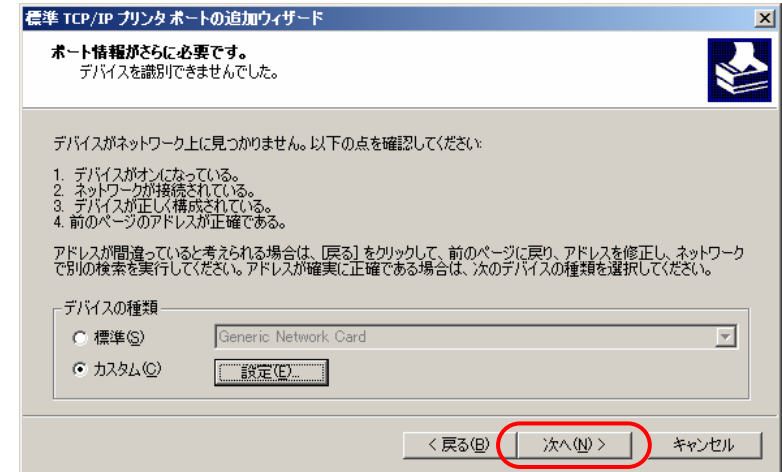 標準 TCP/IP プリンタ ポートの追加ウィザード
ポート情報がさらに必要です。
デバイスを識別できませんでした。
デバイスがネットワーク上に見つかりません。以下の点を確認してください:
1. デバイスがオンになっている。
2. ネットワークが接続されている。
3. デバイスが正しく構成されている。
4. 前のページのアドレスが正確である。
アドレスが間違っていると考えられる場合は、[戻る] をクリックして、前のページに戻り、アドレスを修正し、ネットワーク
で別の検索を実行してください。アドレスが確実に正確である場合は、次のデバイスの種類を選択してください。
デバイスの種類
標準(S)
Generic Network Card
カスタム(C)
設定(E)...
< 戻る(B)
次へ(N) >
キャンセル